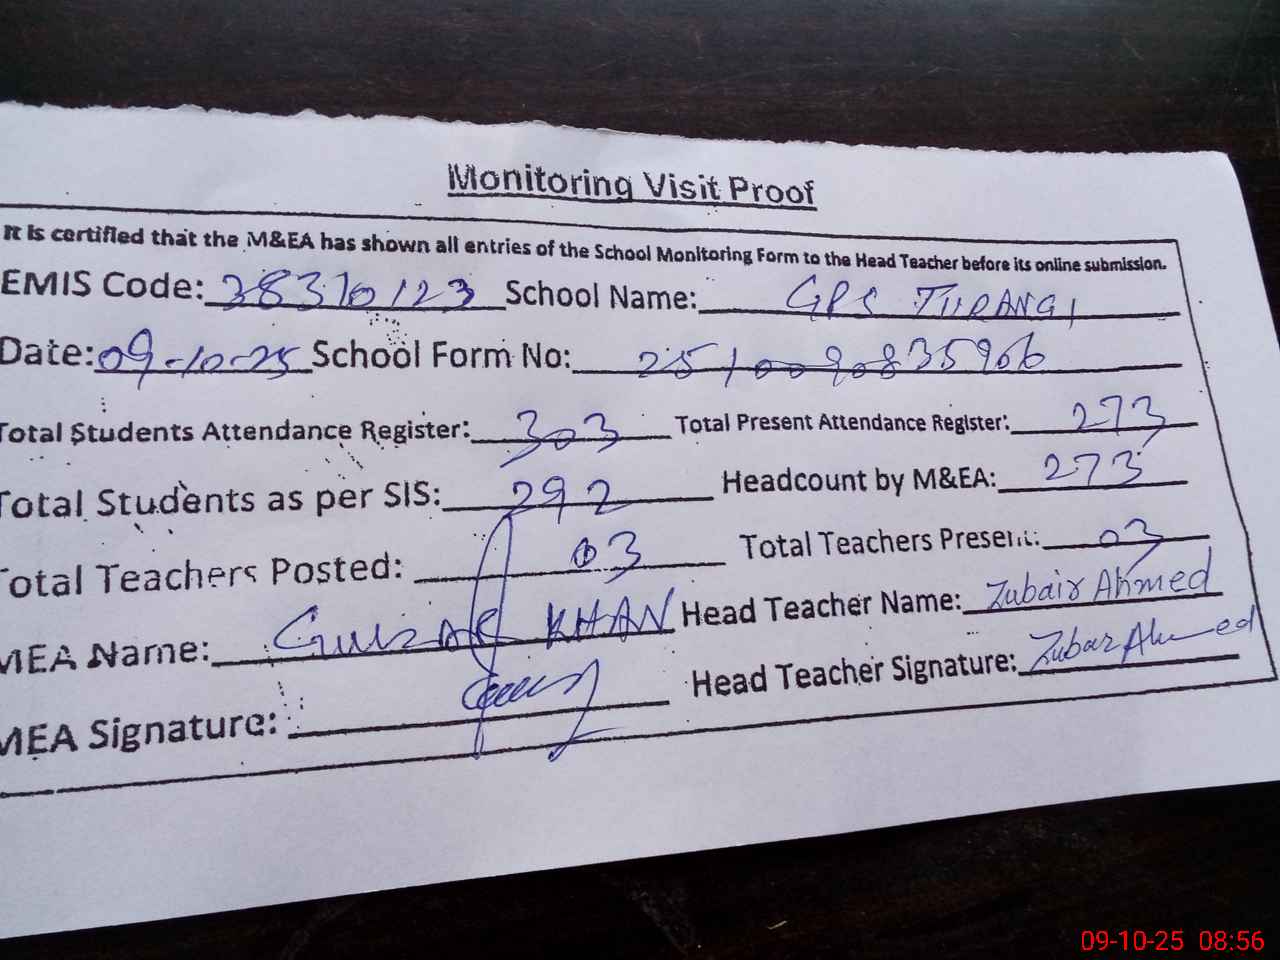 Monitoring Visit Proof
It is certified that the M&EA has shown all entries of the School Monitoring Form to the Head Teacher before its online submission.
EMIS Code: 38310123 School Name: GPS TURANGI
Date: 09-10-25 School Form No: 2510090835966
Total Students Attendance Register: 303 Total Present Attendance Register: 273
Total Students as per SIS: 292 Headcount by M&EA: 273
Total Teachers Posted: 03 Total Teachers Present: 03
MEA Name: Gulzar KHAN Head Teacher Name: Zubair Ahmed
MEA Signature: Head Teacher Signature: Zubair Ahmed
09-10-25 08:56